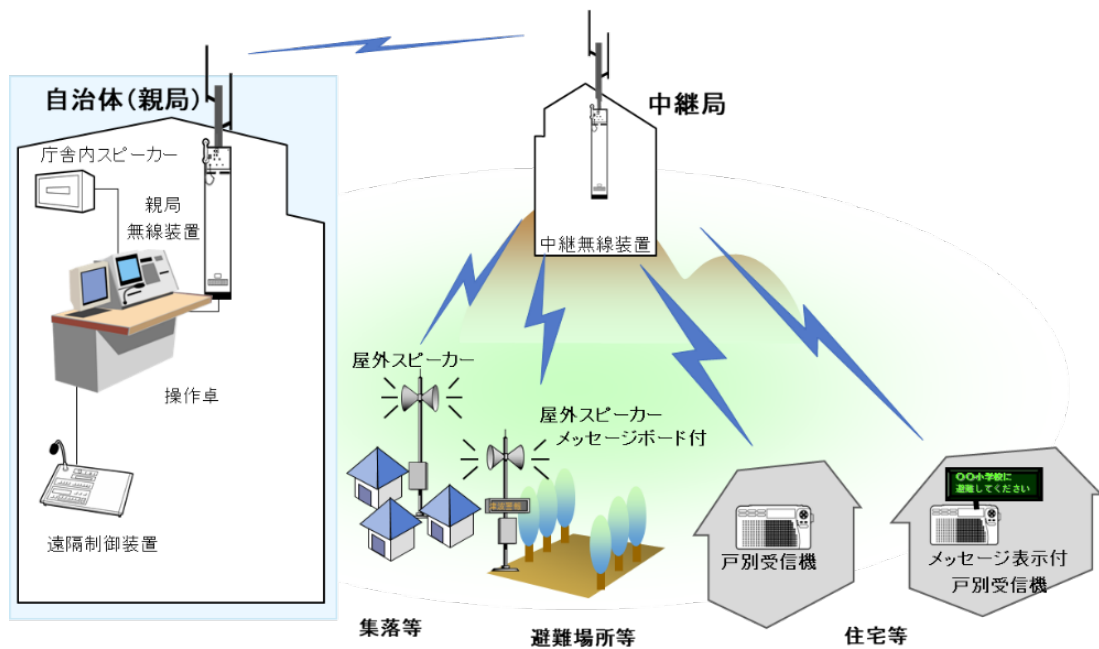 自治体(親局)
庁舎内スピーカー
親局
無線装置
操作卓
遠隔制御装置
中継局
中継無線装置
屋外スピーカー
屋外スピーカー
メッセージボード付
戸別受信機
〇〇小学校に
避難してください
メッセージ表示付
戸別受信機
集落等
避難場所等
住宅等